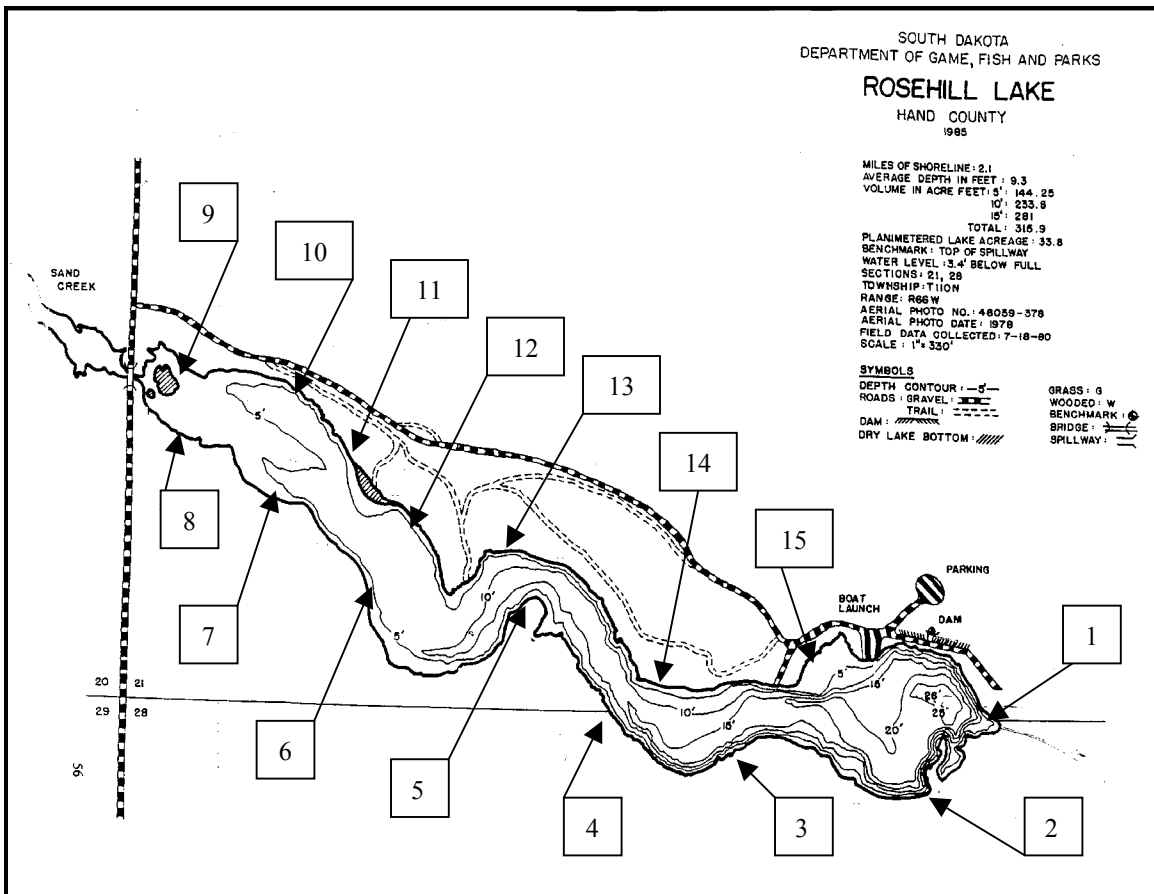 SOUTH DAKOTA
DEPARTMENT OF GAME, FISH AND PARKS
ROSEHILL LAKE
HAND COUNTY
1985
MILES OF SHORELINE: 2.1
AVERAGE DEPTH IN FEET: 9.3
VOLUME IN ACRE FEET: 5': 144.25
10': 233.8
15': 281
TOTAL: 315.9
PLANIMETERED LAKE ACREAGE: 33.8
BENCHMARK: TOP OF SPILLWAY
WATER LEVEL: 3.4' BELOW FULL
SECTIONS: 21, 28
TOWNSHIP: T110N
RANGE: R66W
AERIAL PHOTO NO.: 46059-378
AERIAL PHOTO DATE: 1978
FIELD DATA COLLECTED: 7-18-80
SCALE: 1"= 330'
SYMBOLS
DEPTH CONTOUR: —5'—
ROADS: GRAVEL:
TRAIL:
DAM:
DRY LAKE BOTTOM:
GRASS: G
WOODED: W
BENCHMARK:
BRIDGE:
SPILLWAY:
9
10
SAND
CREEK
11
12
13
5'
14
8
15
PARKING
BOAT
LAUNCH
DAM
10'
7
5'
1
5'
15'
20 21
26'
25'
29 28
10'
15'
20'
6
56
5
4
3
2